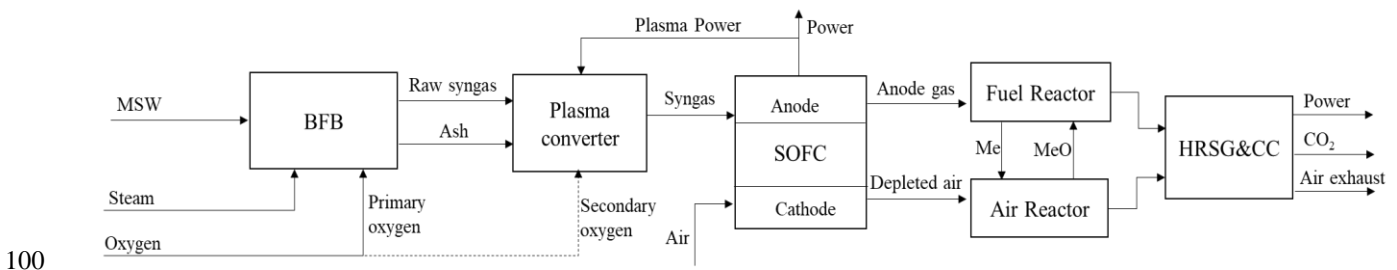 Plasma Power
Power
MSW
BFB
Raw syngas
Ash
Plasma
converter
Syngas
Anode
SOFC
Cathode
Anode gas
Depleted air
Fuel Reactor
Me
MeO
Air Reactor
HRSG&CC
Power
CO₂
Air exhaust
Steam
Oxygen
Primary
oxygen
Secondary
oxygen
Air
100